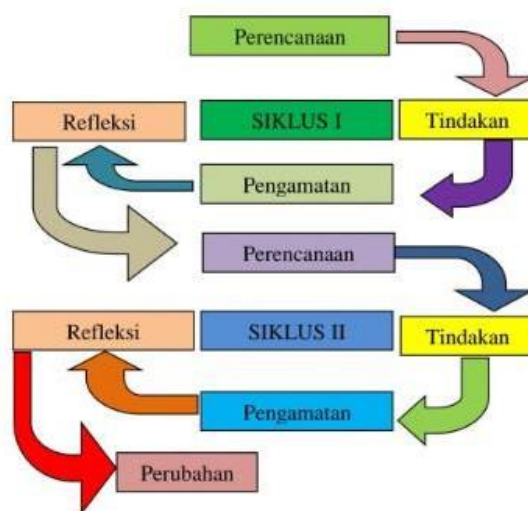 Perencanaan
Refleksi
SIKLUS I
Tindakan
Pengamatan
Perencanaan
Refleksi
SIKLUS II
Tindakan
Pengamatan
Perubahan